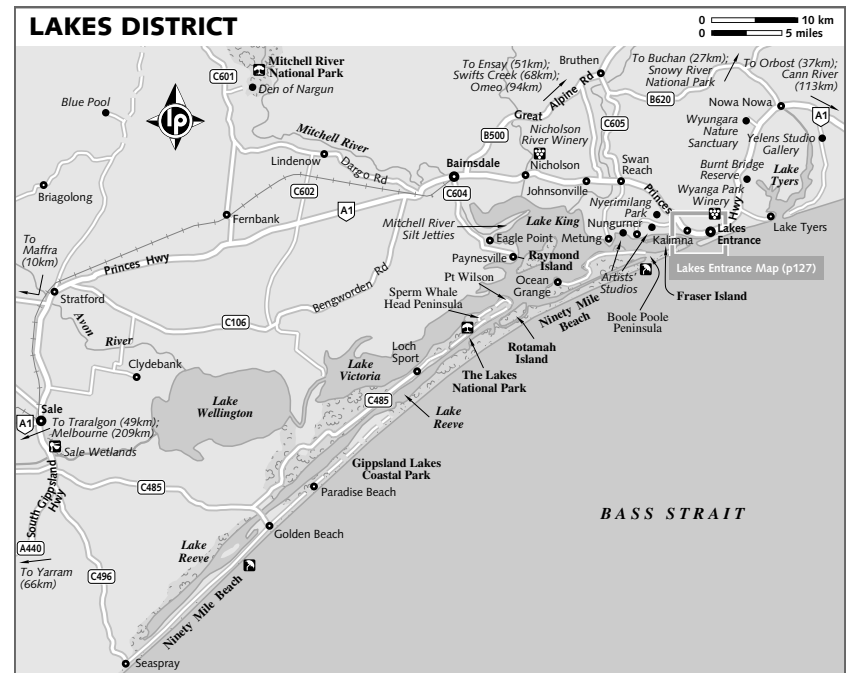 LAKES DISTRICT
0 10 km
0 5 miles
C601
Mitchell River
National Park
Den of Nargun
Blue Pool
lp
To Ensay (51km);
Swifts Creek (68km);
Omeo (94km)
Bruthen
To Buchan (27km);
Snowy River
National Park
To Orbost (37km);
Cann River
(113km)
Great Alpine Rd
B620
Nowa Nowa
A1
B500
C605
Nicholson
River Winery
Wyungara
Nature
Sanctuary
Yelens Studio
Gallery
Mitchell River
Lindenow
Dargo Rd
Bairnsdale
Nicholson
Johnsonville
Swan
Reach
Burnt Bridge
Reserve
Lake
Tyers
Briagolong
C602
C604
Princes Hwy
Nyerimilang
Park
Wyanga Park
Winery
Fernbank
A1
Mitchell River
Silt Jetties
Lake King
Nungurner
Eagle Point
Metung
Kalimna
Lakes
Entrance
Lake Tyers
To
Maffra
(10km)
Princes Hwy
Paynesville
Raymond
Island
Artists'
Studios
Lakes Entrance Map (p127)
Stratford
Bengworden Rd
Pt Wilson
Ocean
Grange
Fraser Island
Sperm Whale
Head Peninsula
Ninety Mile
Beach
Boole Poole
Peninsula
Avon
River
C106
Rotamah
Island
Clydebank
Loch
Sport
Lake
Victoria
The Lakes
National Park
Lake
Wellington
C485
Lake
Reeve
Sale
A1
To Traralgon (49km);
Melbourne (209km)
Sale Wetlands
Gippsland Lakes
Coastal Park
South Gippsland
Hwy
C485
Paradise Beach
BASS STRAIT
Golden Beach
A440
Lake
Reeve
To Yarram
(66km)
C496
Ninety Mile Beach
Seaspray